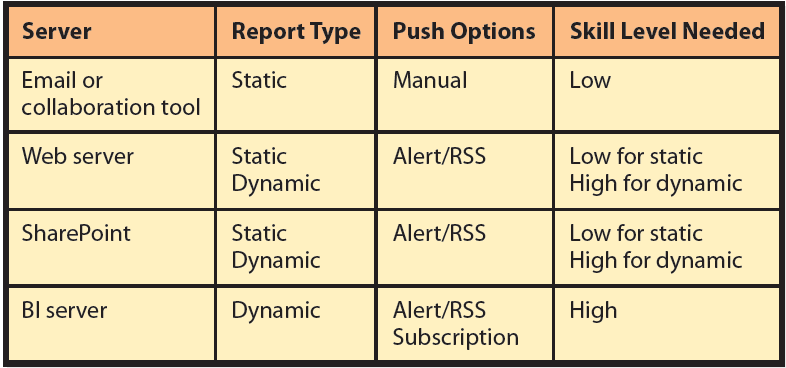 Server Report Type Push Options Skill Level Needed
Email or collaboration tool Static Manual Low
Web server Static Dynamic Alert/RSS Low for static High for dynamic
SharePoint Static Dynamic Alert/RSS Low for static High for dynamic
BI server Dynamic Alert/RSS Subscription High